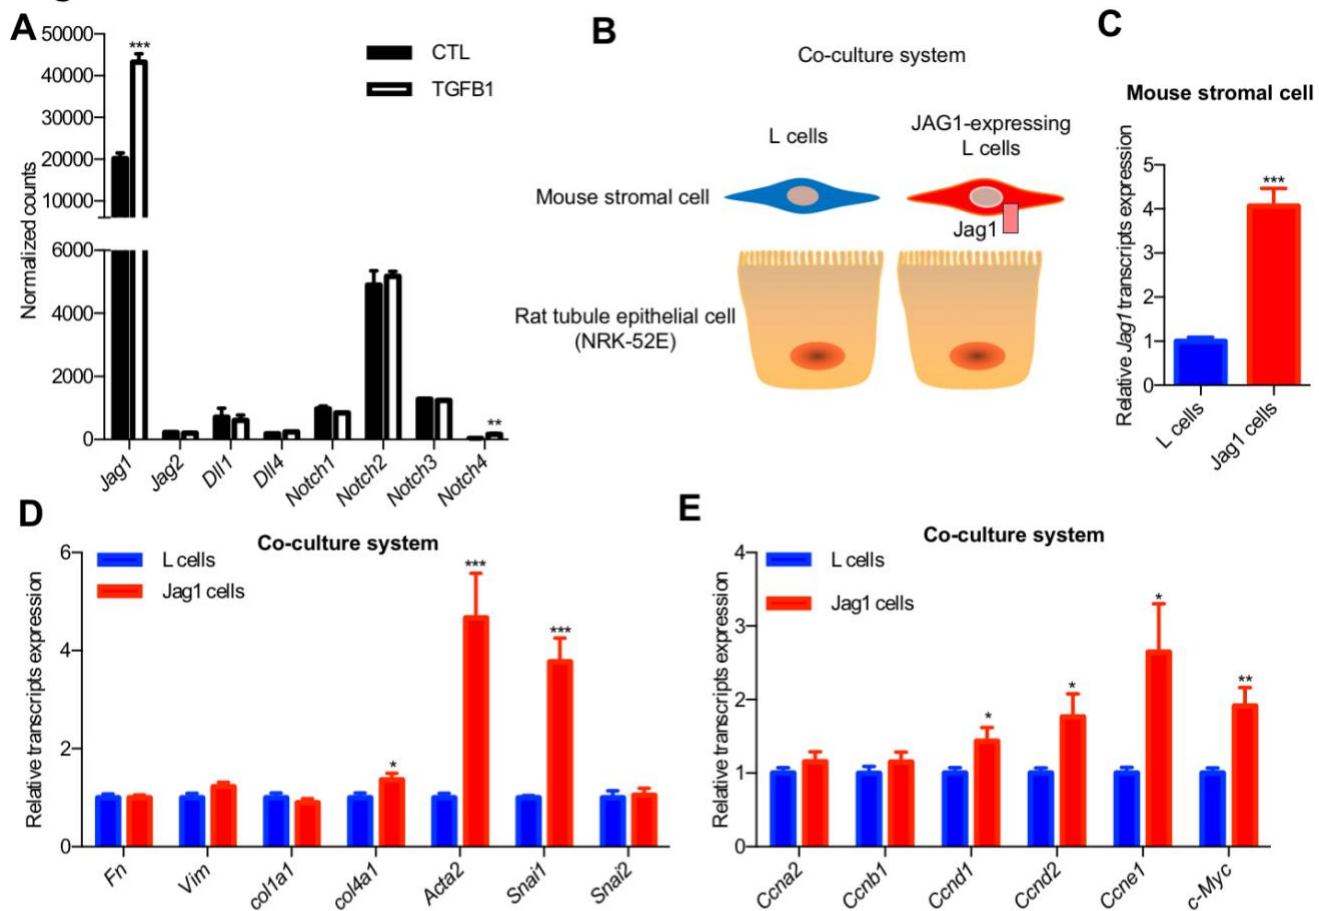 A
Normalized counts
50000
40000
30000
20000
10000
6000
4000
2000
0
***
**
CTL
TGFB1
Jag1
Jag2
Dll1
Dll4
Notch1
Notch2
Notch3
Notch4
B
Co-culture system
L cells
JAG1-expressing
L cells
Mouse stromal cell
Jag1
Rat tubule epithelial cell
(NRK-52E)
C
Mouse stromal cell
Relative Jag1 transcripts expression
5
4
3
2
1
0
***
L cells
Jag1 cells
D
Co-culture system
L cells
Jag1 cells
Relative transcripts expression
6
4
2
0
*
***
***
Fn
Vim
col1a1
col4a1
Acta2
Snai1
Snai2
E
Co-culture system
L cells
Jag1 cells
Relative transcripts expression
4
3
2
1
0
*
*
*
**
Ccna2
Ccnb1
Ccnd1
Ccnd2
Ccne1
c-Myc